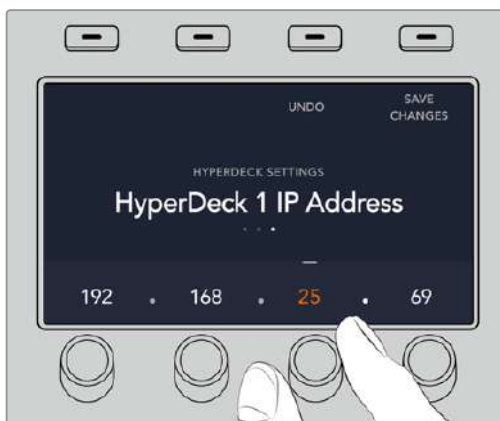 UNDO
SAVE
CHANGES
HYPERDECK SETTINGS
HyperDeck 1 IP Address
192 . 168 . 25 . 69